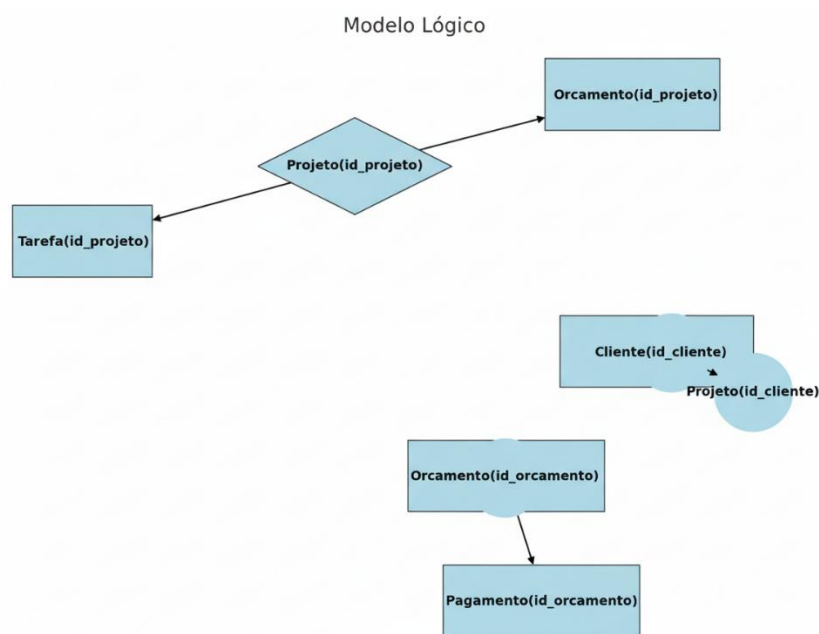 Modelo Lógico
Orcamento(id_projeto)
Projeto(id_projeto)
Tarefa(id_projeto)
Cliente(id_cliente)
Projeto(id_cliente)
Orcamento(id_orcamento)
Pagamento(id_orcamento)